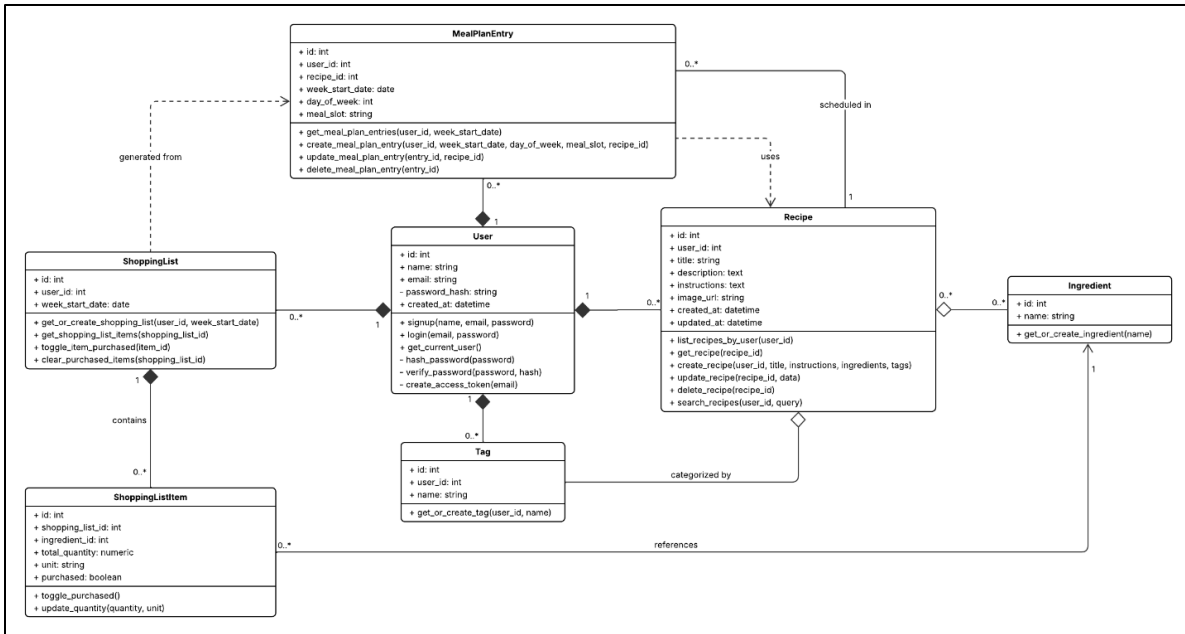 MealPlanEntry
+ id: int
+ user_id: int
+ recipe_id: int
+ week_start_date: date
+ day_of_week: int
+ meal_slot: string
+ get_meal_plan_entries(user_id, week_start_date)
+ create_meal_plan_entry(user_id, week_start_date, day_of_week, meal_slot, recipe_id)
+ update_meal_plan_entry(entry_id, recipe_id)
+ delete_meal_plan_entry(entry_id)
0..*
scheduled in
1
generated from
uses
0..*
1
User
+ id: int
+ name: string
+ email: string
- password_hash: string
+ created_at: datetime
+ signup(name, email, password)
+ login(email, password)
+ get_current_user()
- hash_password(password)
- verify_password(password, hash)
- create_access_token(email)
Recipe
+ id: int
+ user_id: int
+ title: string
+ description: text
+ instructions: text
+ image_url: string
+ created_at: datetime
+ updated_at: datetime
+ list_recipes_by_user(user_id)
+ get_recipe(recipe_id)
+ create_recipe(user_id, title, instructions, ingredients, tags)
+ update_recipe(recipe_id, data)
+ delete_recipe(recipe_id)
+ search_recipes(user_id, query)
ShoppingList
+ id: int
+ user_id: int
+ week_start_date: date
+ get_or_create_shopping_list(user_id, week_start_date)
+ get_shopping_list_items(shopping_list_id)
+ toggle_item_purchased(item_id)
+ clear_purchased_items(shopping_list_id)
0..*
1
1
0..*
0..*
0..*
Ingredient
+ id: int
+ name: string
+ get_or_create_ingredient(name)
1
1
1
contains
0..*
0..*
Tag
+ id: int
+ user_id: int
+ name: string
+ get_or_create_tag(user_id, name)
categorized by
ShoppingListItem
+ id: int
+ shopping_list_id: int
+ ingredient_id: int
+ total_quantity: numeric
+ unit: string
+ purchased: boolean
+ toggle_purchased()
+ update_quantity(quantity, unit)
0..*
references